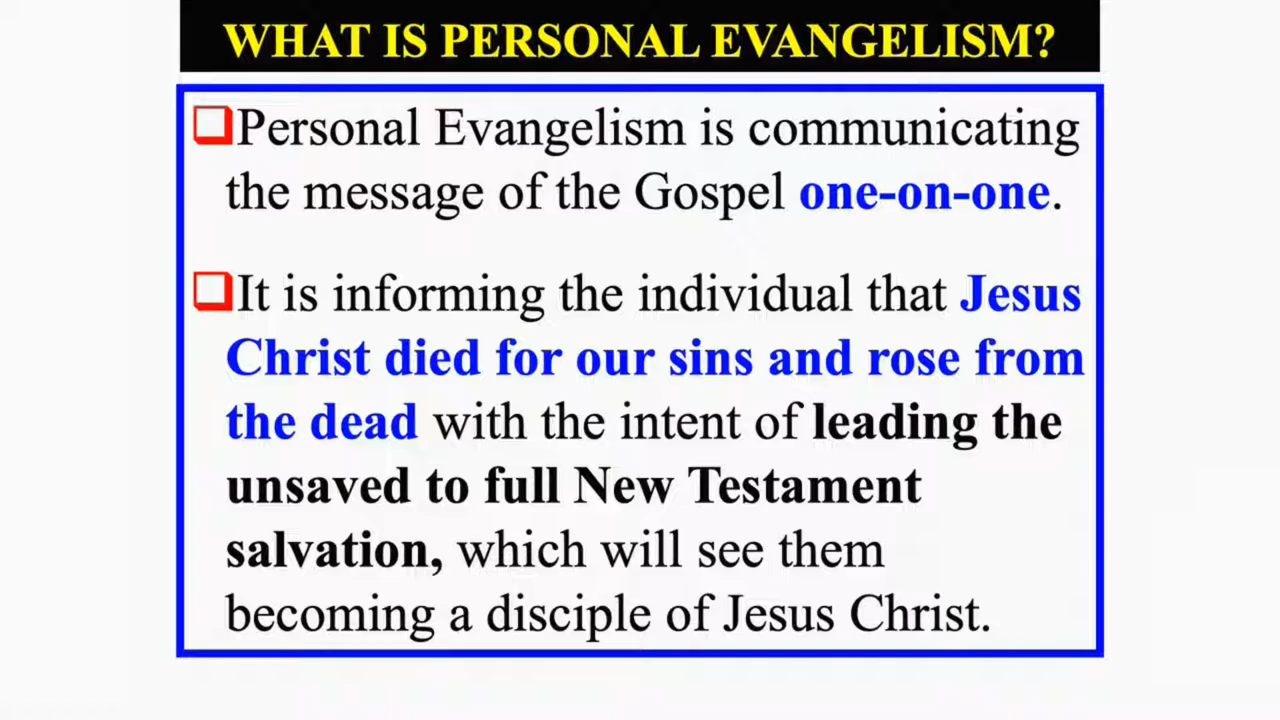 WHAT IS PERSONAL EVANGELISM?
Personal Evangelism is communicating
the message of the Gospel one-on-one.
It is informing the individual that Jesus
Christ died for our sins and rose from
the dead with the intent of leading the
unsaved to full New Testament
salvation, which will see them
becoming a disciple of Jesus Christ.